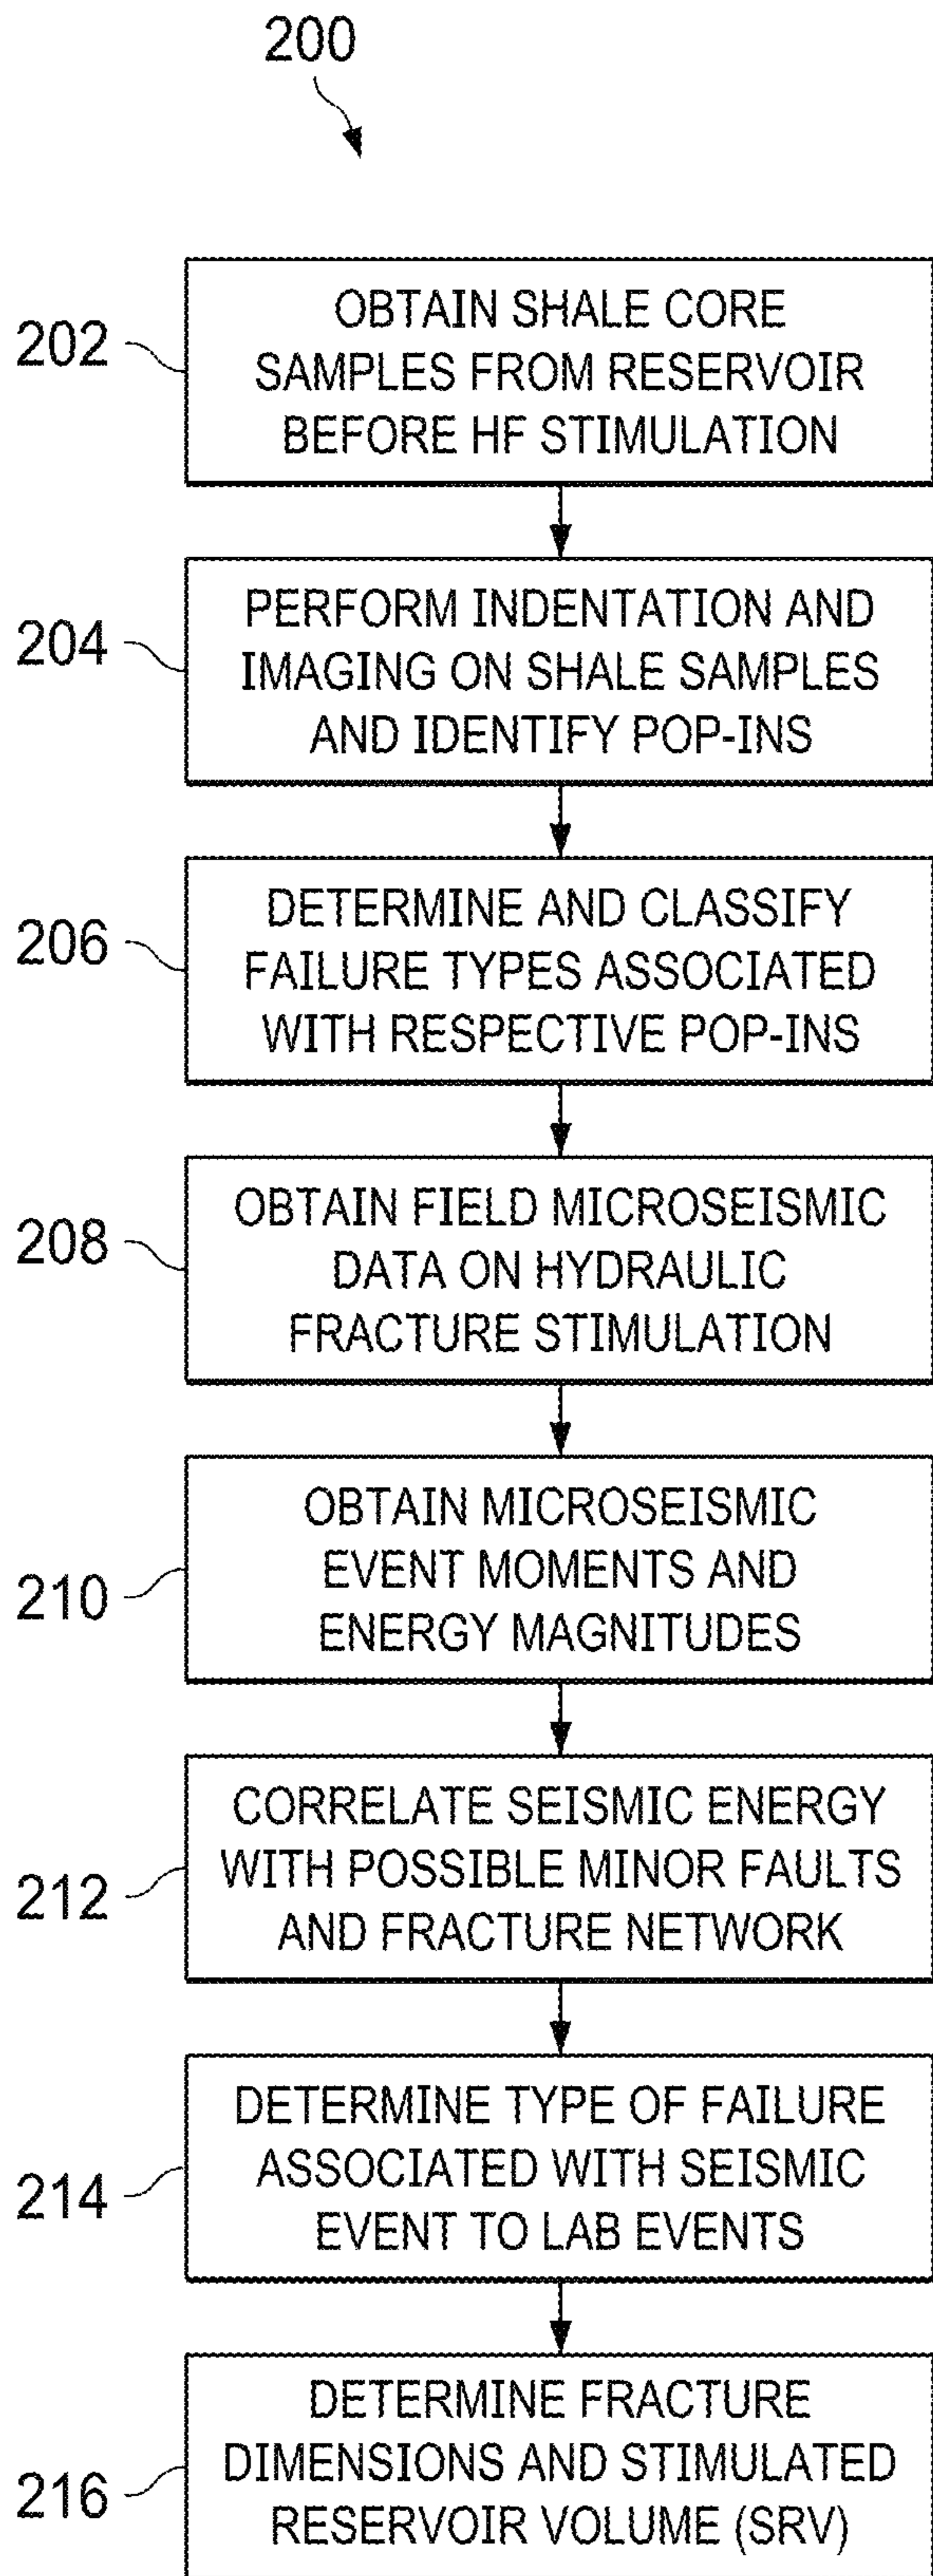 200
202
OBTAIN SHALE CORE
SAMPLES FROM RESERVOIR
BEFORE HF STIMULATION
204
PERFORM INDENTATION AND
IMAGING ON SHALE SAMPLES
AND IDENTIFY POP-INS
206
DETERMINE AND CLASSIFY
FAILURE TYPES ASSOCIATED
WITH RESPECTIVE POP-INS
208
OBTAIN FIELD MICROSEISMIC
DATA ON HYDRAULIC
FRACTURE STIMULATION
210
OBTAIN MICROSEISMIC
EVENT MOMENTS AND
ENERGY MAGNITUDES
212
CORRELATE SEISMIC ENERGY
WITH POSSIBLE MINOR FAULTS
AND FRACTURE NETWORK
214
DETERMINE TYPE OF FAILURE
ASSOCIATED WITH SEISMIC
EVENT TO LAB EVENTS
216
DETERMINE FRACTURE
DIMENSIONS AND STIMULATED
RESERVOIR VOLUME (SRV)